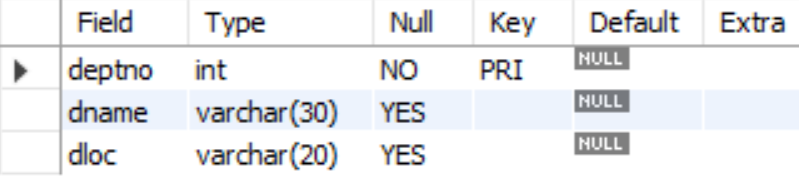 Field Type Null Key Default Extra
deptno int NO PRI NULL
dname varchar(30) YES NULL
dloc varchar(20) YES NULL